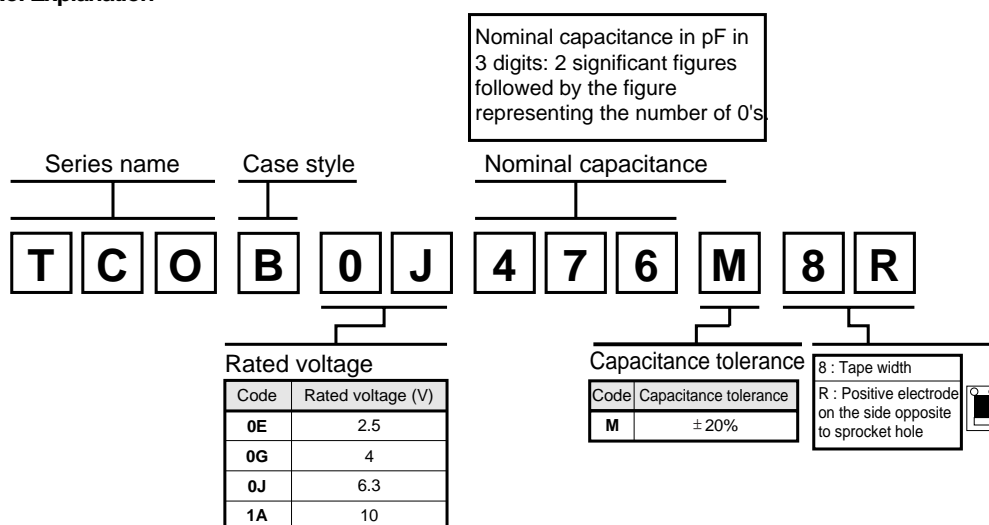 Explanation
Nominal capacitance in pF in
3 digits: 2 significant figures
followed by the figure
representing the number of 0's.
Series name Case style Nominal capacitance
T C O B 0 J 4 7 6 M 8 R
Rated voltage
Code Rated voltage (V)
0E 2.5
0G 4
0J 6.3
1A 10
Capacitance tolerance
Code Capacitance tolerance
M ±20%
8 : Tape width
R : Positive electrode
on the side opposite
to sprocket hole